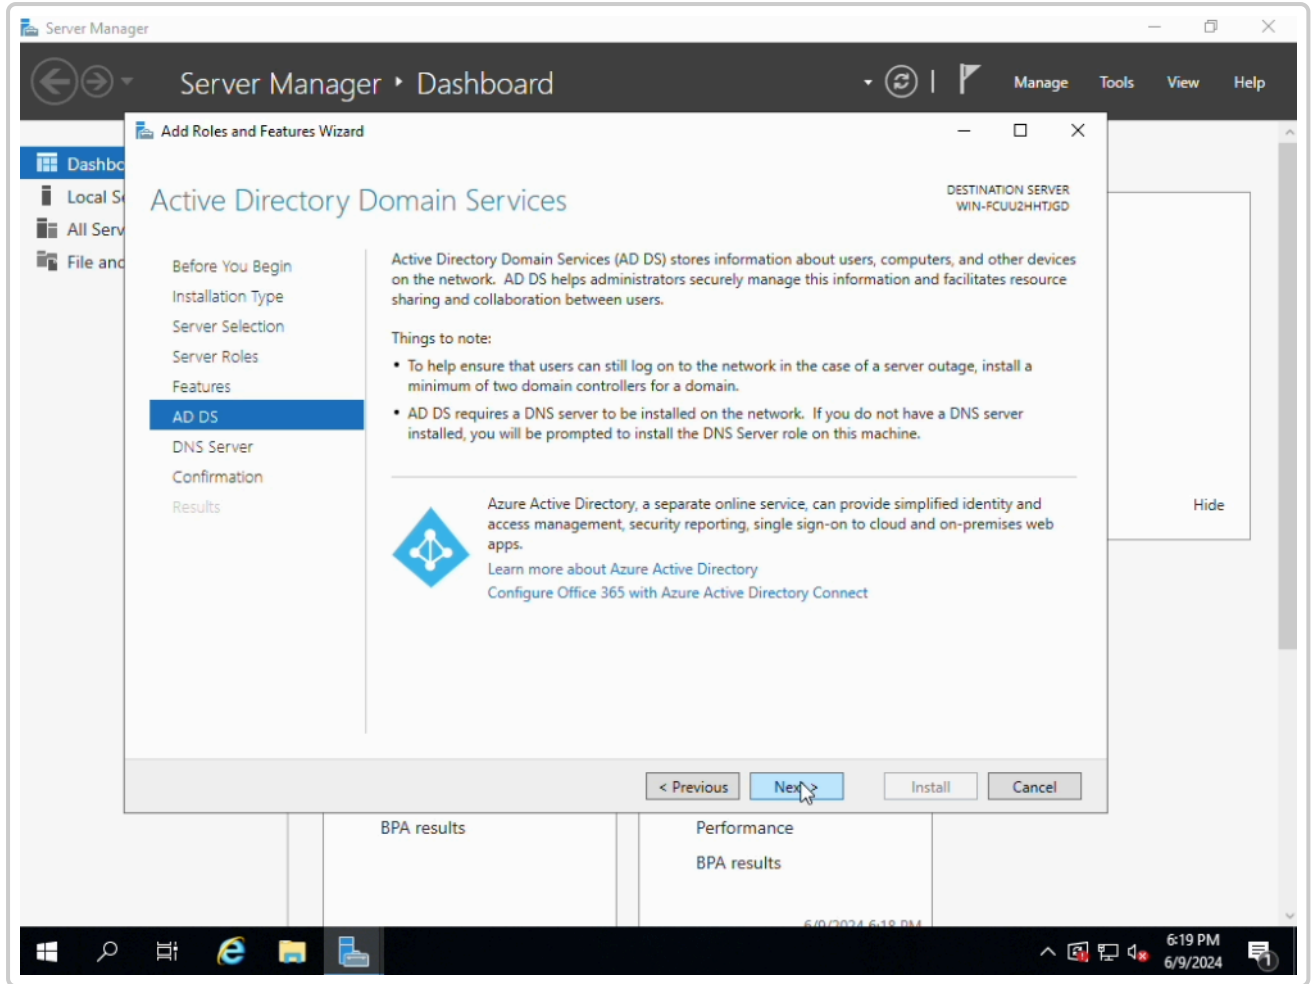 Server Manager
Server Manager ‣ Dashboard
Manage Tools View Help
Add Roles and Features Wizard
Active Directory Domain Services
DESTINATION SERVER
WIN-FCUU2HHTJGD
Dashbo
Local Se
All Serv
File and
Before You Begin
Installation Type
Server Selection
Server Roles
Features
AD DS
DNS Server
Confirmation
Results
Active Directory Domain Services (AD DS) stores information about users, computers, and other devices
on the network. AD DS helps administrators securely manage this information and facilitates resource
sharing and collaboration between users.
Things to note:
• To help ensure that users can still log on to the network in the case of a server outage, install a
minimum of two domain controllers for a domain.
• AD DS requires a DNS server to be installed on the network. If you do not have a DNS server
installed, you will be prompted to install the DNS Server role on this machine.
Azure Active Directory, a separate online service, can provide simplified identity and
access management, security reporting, single sign-on to cloud and on-premises web
apps.
Learn more about Azure Active Directory
Configure Office 365 with Azure Active Directory Connect
Hide
< Previous Next > Install Cancel
BPA results
Performance
BPA results
6/9/2024 6:18 PM
6:19 PM
6/9/2024
1